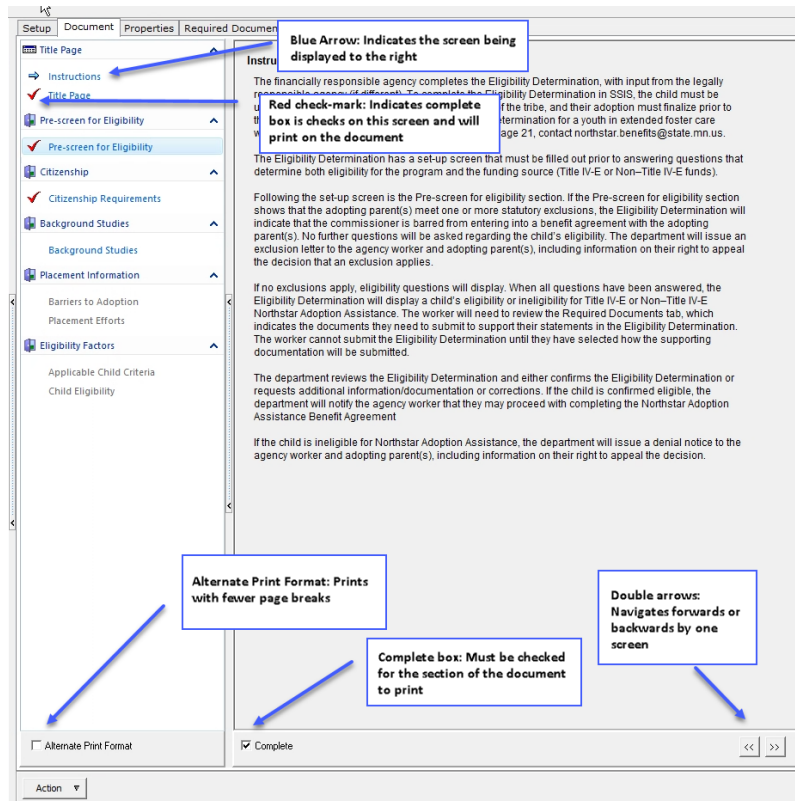 Setup Document Properties Required Documen
Blue Arrow: Indicates the screen being
displayed to the right
Title Page
Instructions
Title Page
Pre-screen for Eligibility
Pre-screen for Eligibility
Citizenship
Citizenship Requirements
Background Studies
Background Studies
Placement Information
Barriers to Adoption
Placement Efforts
Eligibility Factors
Applicable Child Criteria
Child Eligibility
Instru
The financially responsible agency completes the Eligibility Determination, with input from the legally
responsible agency (if different). To complete the Eligibility Determination in SSIS, the child must be
u
f the tribe, and their adoption must finalize prior to
th
termination for a youth in extended foster care
w
age 21, contact northstar.benefits@state.mn.us.
Red check-mark: Indicates complete
box is checks on this screen and will
print on the document
The Eligibility Determination has a set-up screen that must be filled out prior to answering questions that
determine both eligibility for the program and the funding source (Title IV-E or Non–Title IV-E funds).
Following the set-up screen is the Pre-screen for eligibility section. If the Pre-screen for eligibility section
shows that the adopting parent(s) meet one or more statutory exclusions, the Eligibility Determination will
indicate that the commissioner is barred from entering into a benefit agreement with the adopting
parent(s). No further questions will be asked regarding the child's eligibility. The department will issue an
exclusion letter to the agency worker and adopting parent(s), including information on their right to appeal
the decision that an exclusion applies.
If no exclusions apply, eligibility questions will display. When all questions have been answered, the
Eligibility Determination will display a child's eligibility or ineligibility for Title IV-E or Non–Title IV-E
Northstar Adoption Assistance. The worker will need to review the Required Documents tab, which
indicates the documents they need to submit to support their statements in the Eligibility Determination.
The worker cannot submit the Eligibility Determination until they have selected how the supporting
documentation will be submitted.
The department reviews the Eligibility Determination and either confirms the Eligibility Determination or
requests additional information/documentation or corrections. If the child is confirmed eligible, the
department will notify the agency worker that they may proceed with completing the Northstar Adoption
Assistance Benefit Agreement
If the child is ineligible for Northstar Adoption Assistance, the department will issue a denial notice to the
agency worker and adopting parent(s), including information on their right to appeal the decision.
Alternate Print Format: Prints
with fewer page breaks
Double arrows:
Navigates forwards or
backwards by one
screen
Complete box: Must be checked
for the section of the document
to print
Alternate Print Format
Complete
<< >>
Action